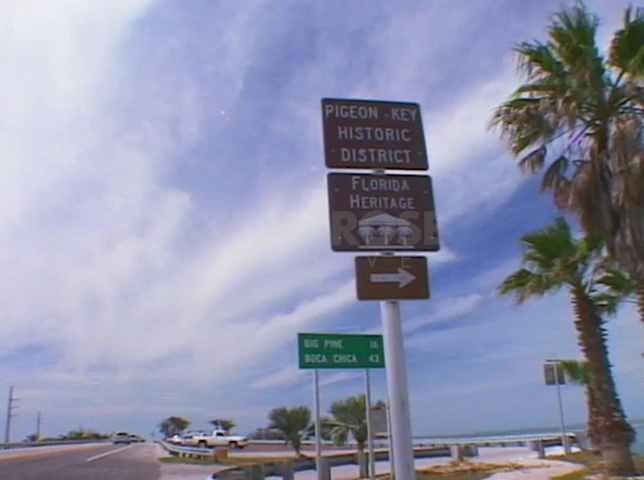 PIGEON KEY
HISTORIC
DISTRICT
FLORIDA
HERITAGE
BIG PINE 16
BOCA CHICA 43